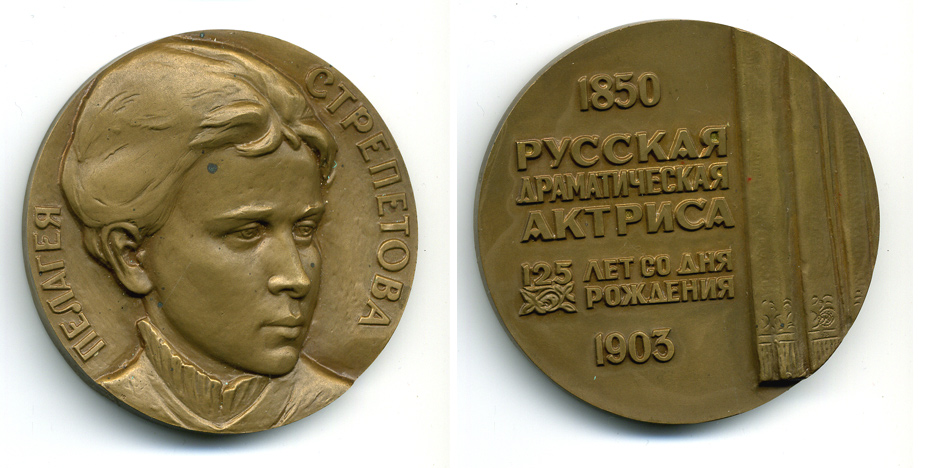 ПЕЛАГЕЯ
СТРЕПЕТОВА
1850
РУССКАЯ
ДРАМАТИЧЕСКАЯ
АКТРИСА
125 ЛЕТ СО ДНЯ
РОЖДЕНИЯ
1903